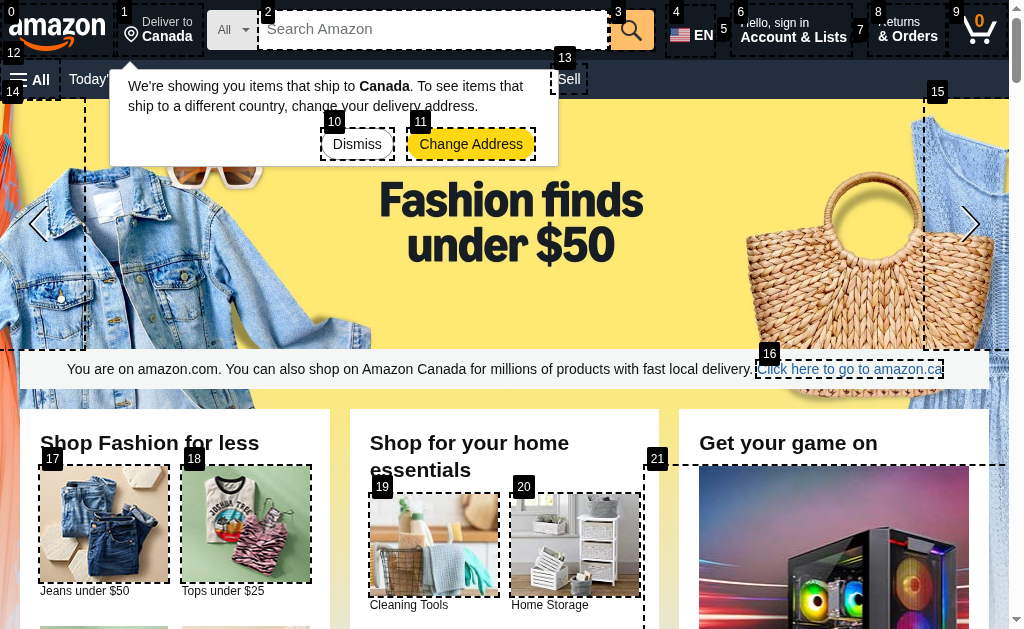 0
1
2
3
4
5
6
7
8
9
amazon
Deliver to
Canada
All
Search Amazon
EN
Hello, sign in
Account & Lists
Returns
& Orders
0
12
13
All
Today'
Sell
14
15
We're showing you items that ship to Canada. To see items that
ship to a different country, change your delivery address.
10
11
Dismiss
Change Address
Fashion finds
under $50
16
You are on amazon.com. You can also shop on Amazon Canada for millions of products with fast local delivery. Click here to go to amazon.ca
Shop Fashion for less
17
18
JOSHUA TREE
Jeans under $50
Tops under $25
Shop for your home
essentials
19
20
Cleaning Tools
Home Storage
Get your game on
21